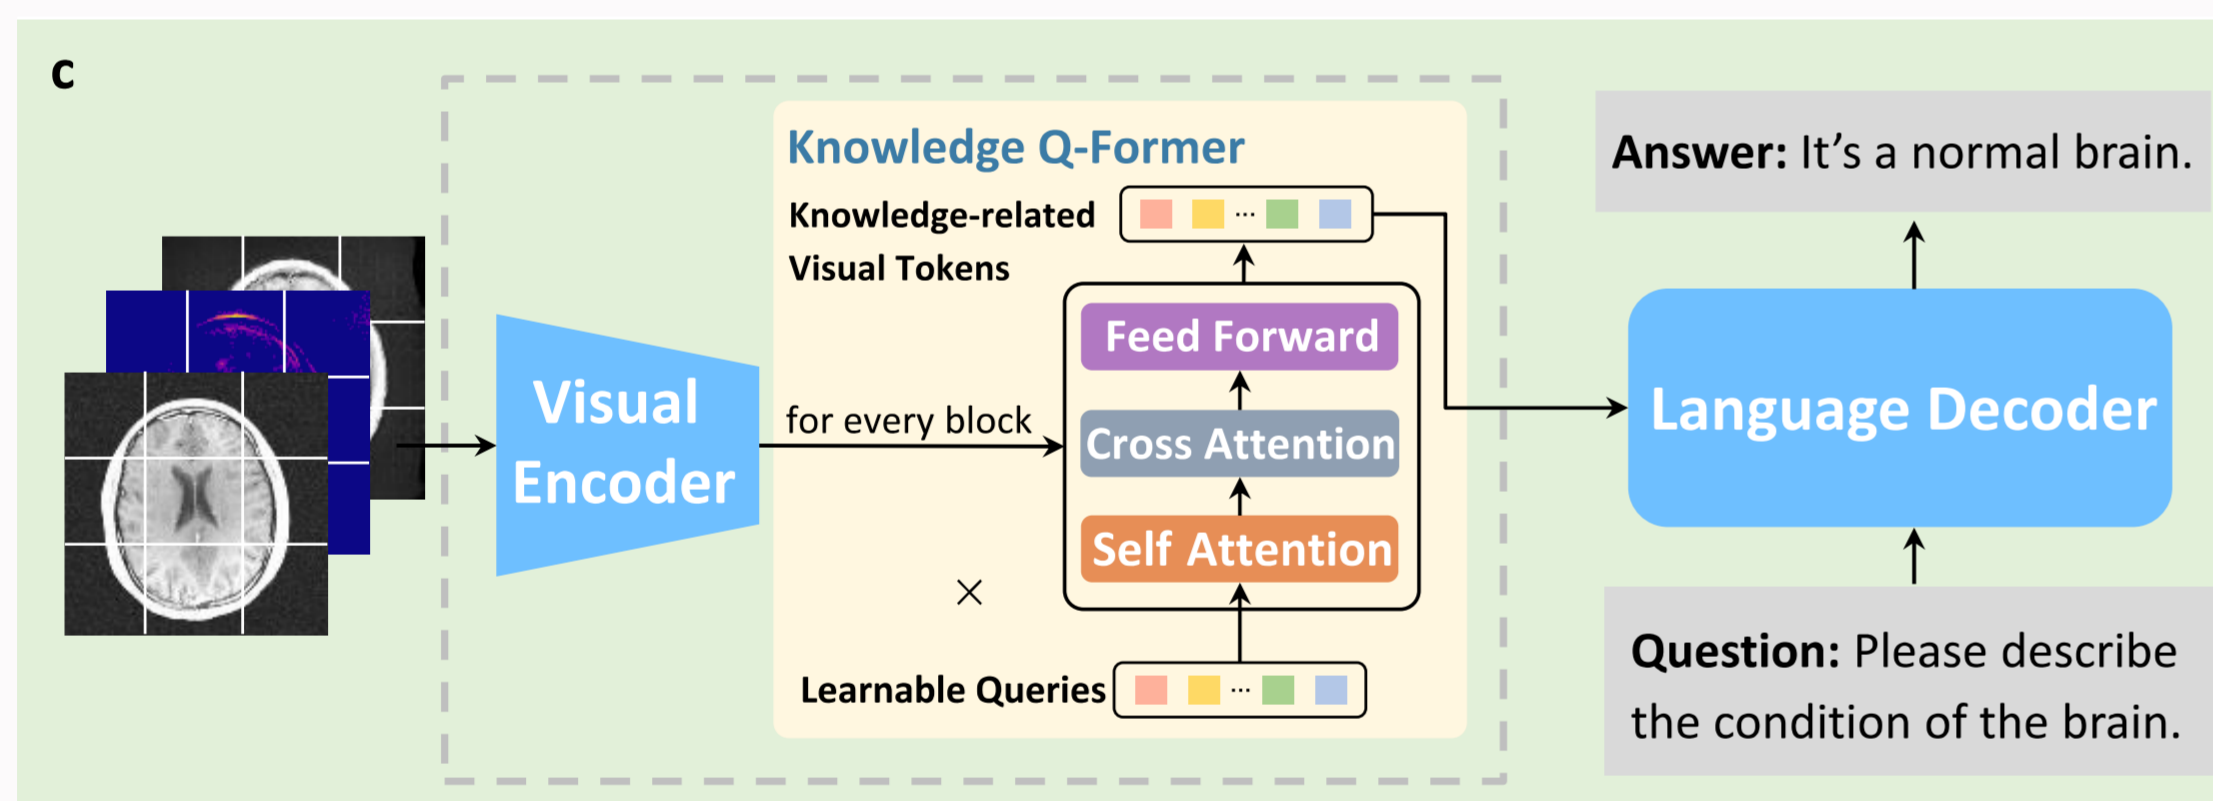 c
Knowledge Q-Former
Knowledge-related
Visual Tokens
...
Feed Forward
Cross Attention
Self Attention
Visual
Encoder
for every block
×
Learnable Queries
...
Answer: It’s a normal brain.
Language Decoder
Question: Please describe
the condition of the brain.